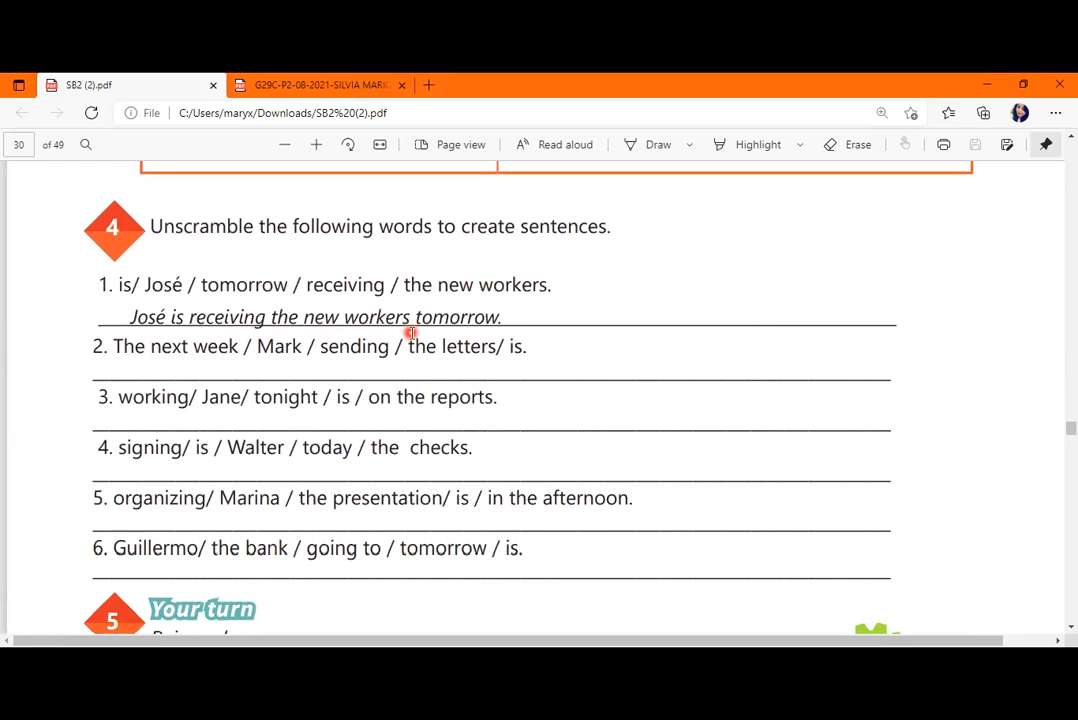 SB2 (2).pdf
G29C-P2-08-2021-SILVIA MARIC
File
C:/Users/maryx/Downloads/SB2%20(2).pdf
30 of 49
Page view
Read aloud
Draw
Highlight
Erase
4
Unscramble the following words to create sentences.
1. is/ José / tomorrow / receiving / the new workers.
José is receiving the new workers tomorrow.
2. The next week / Mark / sending / the letters/ is.
3. working/ Jane/ tonight / is / on the reports.
4. signing/ is / Walter / today / the checks.
5. organizing/ Marina / the presentation/ is / in the afternoon.
6. Guillermo/ the bank / going to / tomorrow / is.
5
Your turn